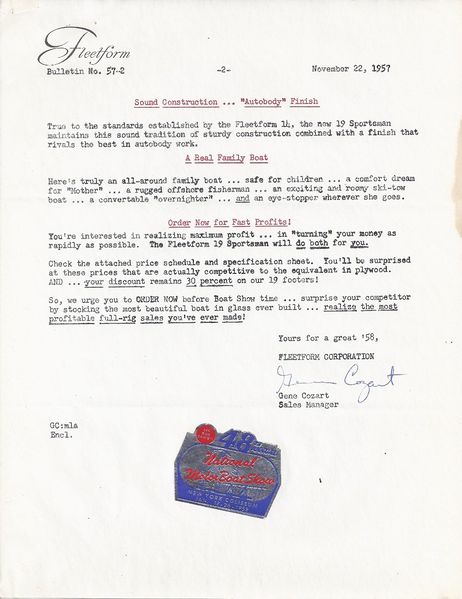 Fleetform
Bulletin No. 57-2
-2-
November 22, 1957
Sound Construction ... "Autobody" Finish
True to the standards established by the Fleetform 14, the new 19 Sportsman
maintains this sound tradition of sturdy construction combined with a finish that
rivals the best in autobody work.
A Real Family Boat
Here's truly an all-around family boat ... safe for children ... a comfort dream
for "Mother" ... a rugged offshore fisherman ... an exciting and roomy ski-tow
boat ... a convertable "overnighter" ... and an eye-stopper wherever she goes.
Order Now for Fast Profits!
You're interested in realizing maximum profit ... in "turning" your money as
rapidly as possible. The Fleetform 19 Sportsman will do both for you.
Check the attached price schedule and specification sheet. You'll be surprised
at these prices that are actually competitive to the equivalent in plywood.
AND ... your discount remains 30 percent on our 19 footers!
So, we urge you to ORDER NOW before Boat Show time ... surprise your competitor
by stocking the most beautiful boat in glass ever built ... realize the most
profitable full-rig sales you've ever made!
Yours for a great '58,
FLEETFORM CORPORATION
Gene Cozart
Gene Cozart
Sales Manager
GC:mla
Encl.
48th
National
Motor Boat Show
NEW YORK COLISEUM